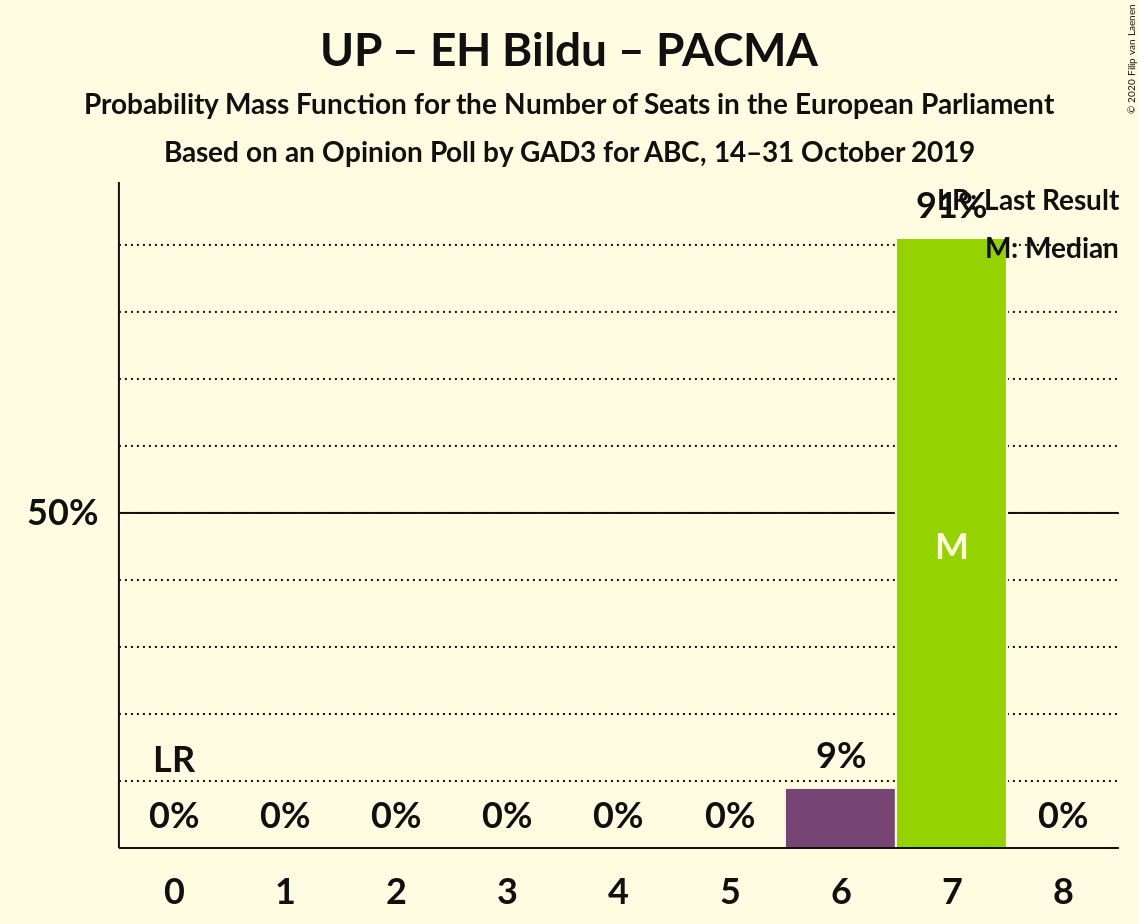 UP – EH Bildu – PACMA
Probability Mass Function for the Number of Seats in the European Parliament
Based on an Opinion Poll by GAD3 for ABC, 14–31 October 2019
© 2020 Filip van Laenen
LR: Last Result
M: Median
91%
50%
M
LR
9%
0% 0% 0% 0% 0% 0% 0%
0 1 2 3 4 5 6 7 8